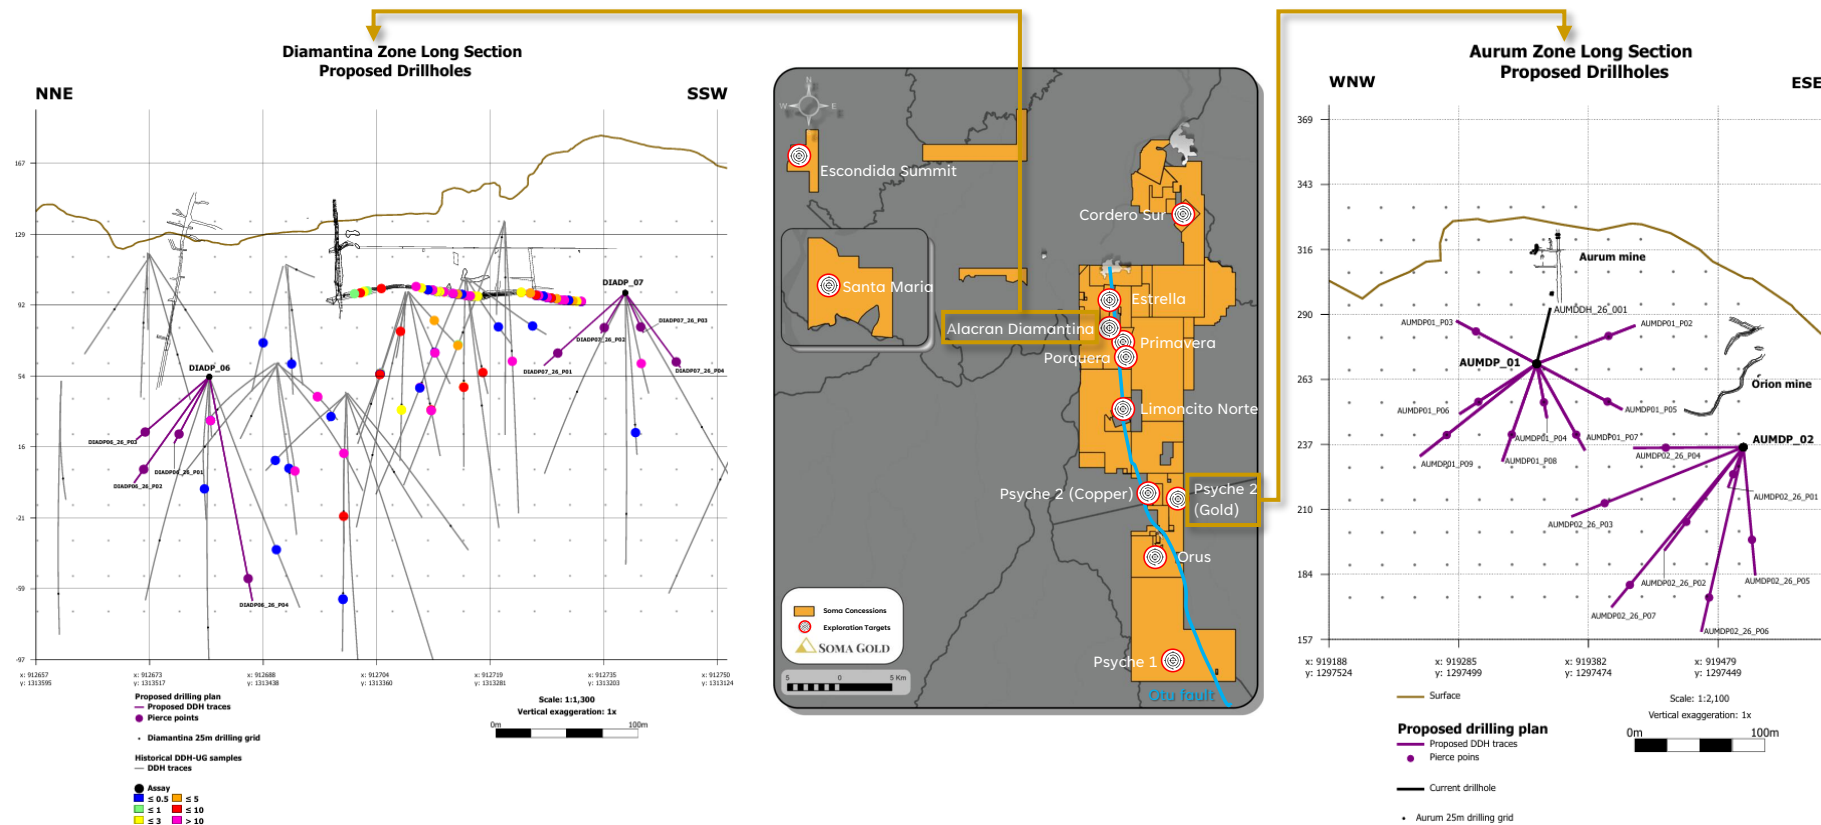 Diamantina Zone Long Section
Proposed Drillholes
NNE
SSW
167
129
92
54
16
-21
-59
-97
DIADP_07
DIADP07_26_P03
DIADP07_26_P02
DIADP07_26_P01
DIADP07_26_P04
DIADP_06
DIADP06_26_P03
DIADP06_26_P01
DIADP06_26_P02
DIADP06_26_P04
x: 912657
y: 1313595
x: 912673
y: 1313517
x: 912688
y: 1313438
x: 912704
y: 1313360
x: 912719
y: 1313281
x: 912735
y: 1313203
x: 912750
y: 1313124
Proposed drilling plan
Proposed DDH traces
Pierce points
Diamantina 25m drilling grid
Historical DDH-UG samples
DDH traces
Assay
≤ 0.5
≤ 5
≤ 1
≤ 10
≤ 3
> 10
Scale: 1:1,300
Vertical exaggeration: 1x
0m
100m
N
W
E
S
Escondida Summit
Cordero Sur
Santa Maria
Estrella
Alacran Diamantina
Primavera
Porquera
Limoncito Norte
Psyche 2 (Copper)
Psyche 2
(Gold)
Orus
Psyche 1
Otu fault
Soma Concessions
Exploration Targets
SOMA GOLD
5
0
5 Km
Aurum Zone Long Section
Proposed Drillholes
WNW
ESE
369
343
316
290
263
237
210
184
157
Aurum mine
AUMDDH_26_001
AUMDP01_P03
AUMDP01_P02
AUMDP_01
Orion mine
AUMDP01_P06
AUMDP01_P05
AUMDP01_P04
AUMDP01_P07
AUMDP_02
AUMDP01_P09
AUMDP01_P08
AUMDP02_26_P04
AUMDP02_26_P01
AUMDP02_26_P03
AUMDP02_26_P02
AUMDP02_26_P05
AUMDP02_26_P07
AUMDP02_26_P06
x: 919188
y: 1297524
x: 919285
y: 1297499
x: 919382
y: 1297474
x: 919479
y: 1297449
Surface
Proposed drilling plan
Proposed DDH traces
Pierce poins
Current drillhole
Aurum 25m drilling grid
Scale: 1:2,100
Vertical exaggeration: 1x
0m
100m